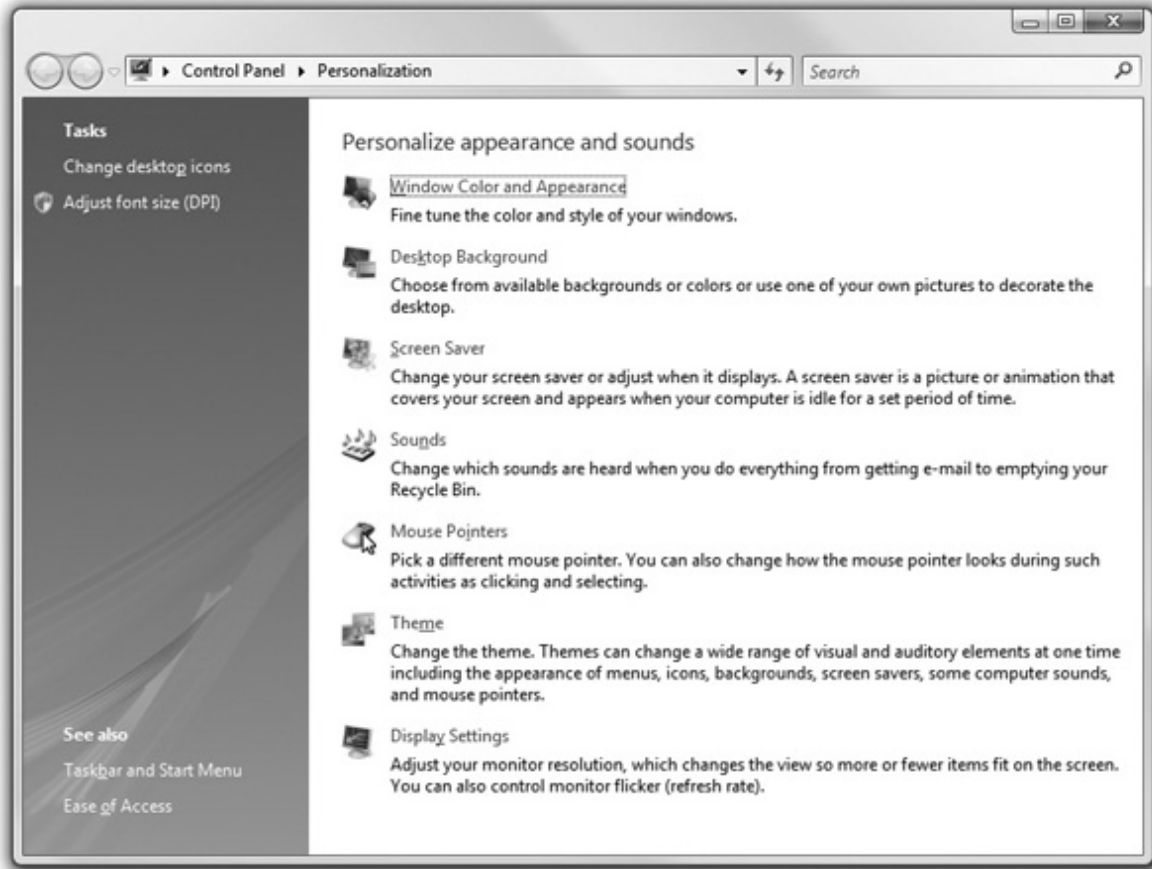 Control Panel ▸ Personalization
Search
Tasks
Change desktop icons
Adjust font size (DPI)
See also
Taskbar and Start Menu
Ease of Access
Personalize appearance and sounds
Window Color and Appearance
Fine tune the color and style of your windows.
Desktop Background
Choose from available backgrounds or colors or use one of your own pictures to decorate the
desktop.
Screen Saver
Change your screen saver or adjust when it displays. A screen saver is a picture or animation that
covers your screen and appears when your computer is idle for a set period of time.
Sounds
Change which sounds are heard when you do everything from getting e-mail to emptying your
Recycle Bin.
Mouse Pointers
Pick a different mouse pointer. You can also change how the mouse pointer looks during such
activities as clicking and selecting.
Theme
Change the theme. Themes can change a wide range of visual and auditory elements at one time
including the appearance of menus, icons, backgrounds, screen savers, some computer sounds,
and mouse pointers.
Display Settings
Adjust your monitor resolution, which changes the view so more or fewer items fit on the screen.
You can also control monitor flicker (refresh rate).